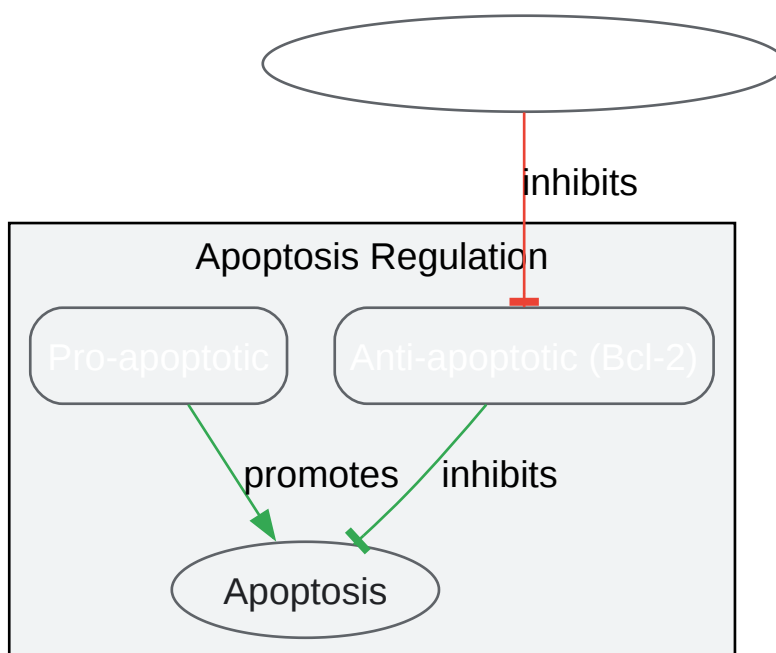 inhibits
Apoptosis Regulation
Pro-apoptotic
Anti-apoptotic (Bcl-2)
promotes
inhibits
Apoptosis